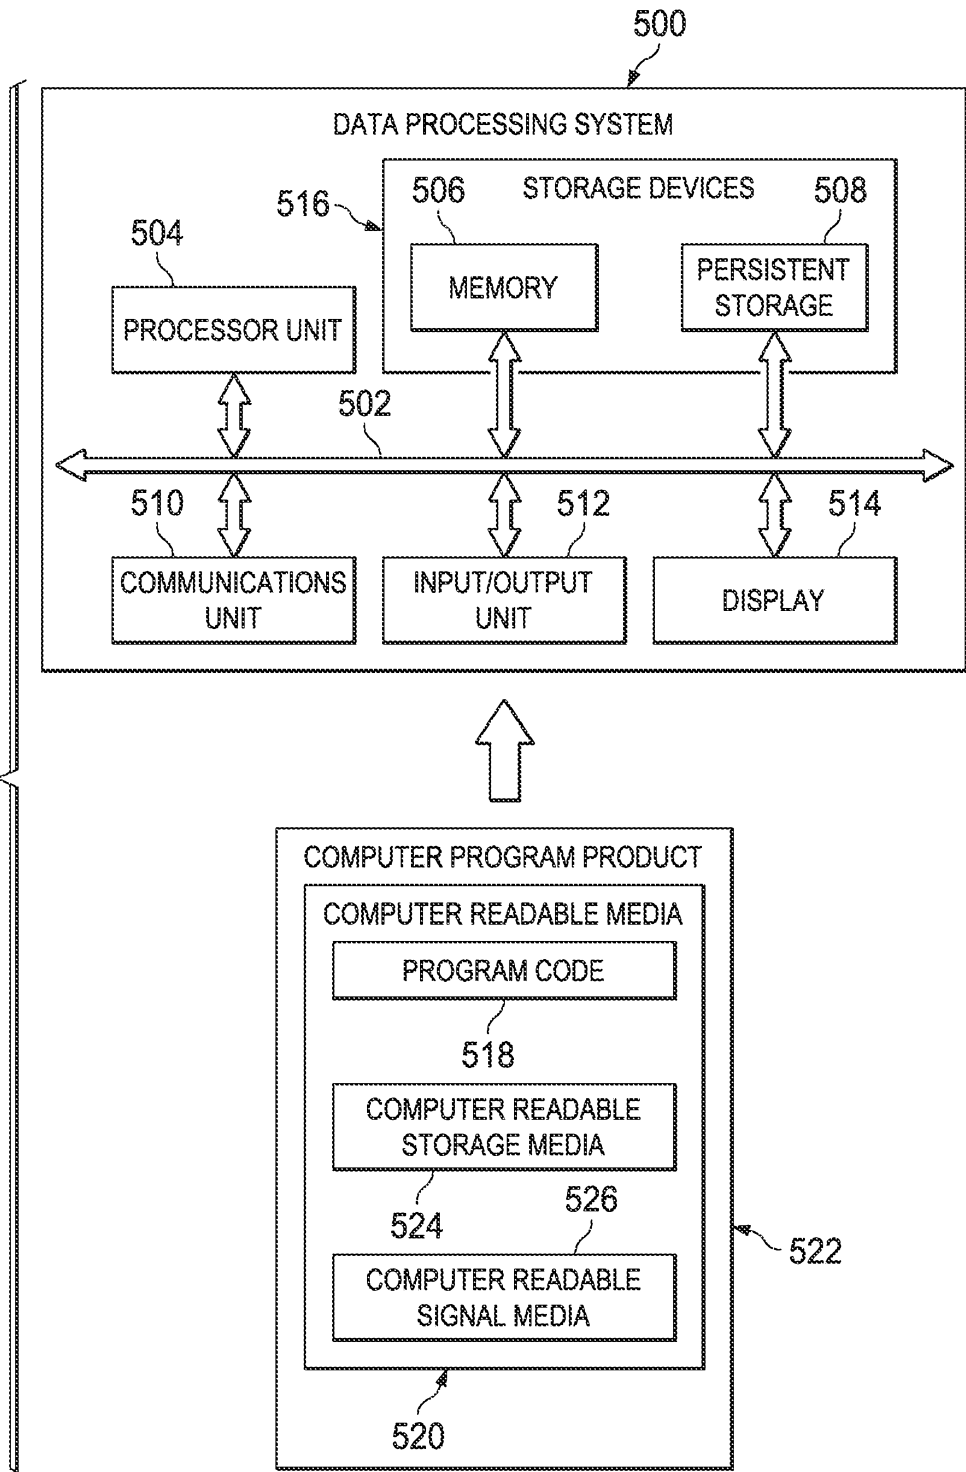 500
DATA PROCESSING SYSTEM
STORAGE DEVICES
516
506
508
504
MEMORY
PERSISTENT
STORAGE
PROCESSOR UNIT
502
510
512
514
COMMUNICATIONS
UNIT
INPUT/OUTPUT
UNIT
DISPLAY
COMPUTER PROGRAM PRODUCT
COMPUTER READABLE MEDIA
PROGRAM CODE
518
COMPUTER READABLE
STORAGE MEDIA
524
526
522
COMPUTER READABLE
SIGNAL MEDIA
520